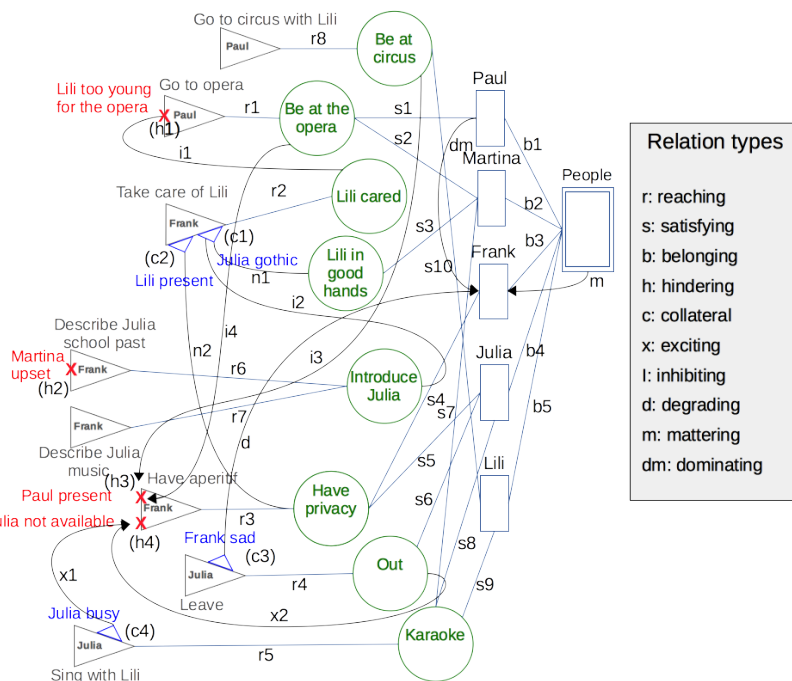 Go to circus with Lili
Paul
r8
Be at
circus
Lili too young
for the opera
Go to opera
Paul
(h1)
r1
Be at the
opera
s1
s2
Paul
dm
b1
i1
Martina
People
Take care of Lili
r2
Lili cared
b2
Frank
(c1)
(c2)
Julia gothic
Lili present
n1
Lili in
good
hands
s3
Frank
b3
s10
m
i2
Describe Julia
school past
i4
n2
i3
Martina
upset
Frank
(h2)
r6
Introduce
Julia
Julia
b4
Frank
r7
s4
s7
b5
Describe Julia
music
d
(h3)
Have aperitif
s5
Lili
Paul present
Frank
Have
privacy
s6
ulia not available
r3
(h4)
Frank sad
(c3)
Out
s8
Julia
r4
x1
Leave
s9
x2
Julia busy
(c4)
Karaoke
Julia
r5
Sing with Lili
Relation types
r: reaching
s: satisfying
b: belonging
h: hindering
c: collateral
x: exciting
I: inhibiting
d: degrading
m: mattering
dm: dominating